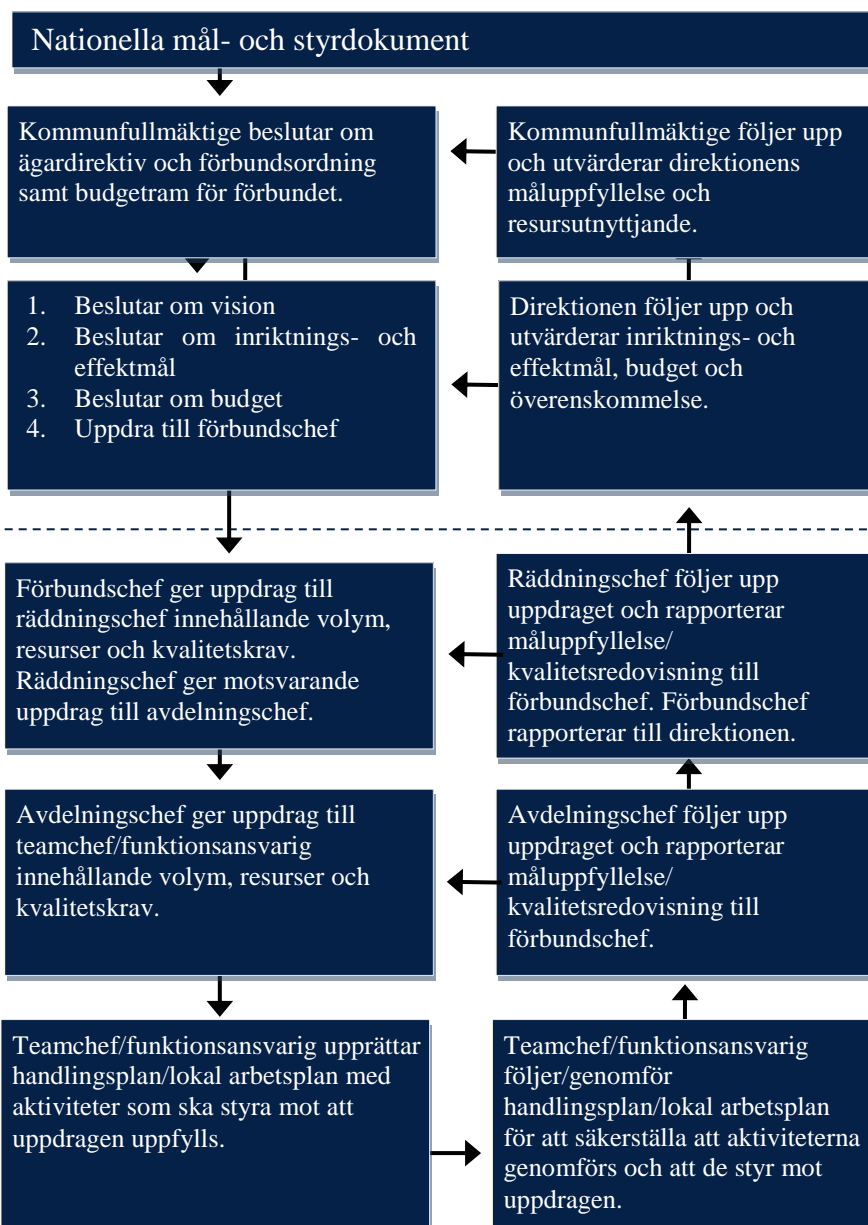 Nationella mål- och styrdokument
Kommunfullmäktige beslutar om
ägardirektiv och förbundsordning
samt budgetram för förbundet.
Kommunfullmäktige följer upp
och utvärderar direktionens
måluppfyllelse och
resursutnyttjande.
1. Beslutar om vision
2. Beslutar om inriktnings- och
effektmål
3. Beslutar om budget
4. Uppdra till förbundschef
Direktionen följer upp och
utvärderar inriktnings- och
effektmål, budget och
överenskommelse.
Förbundschef ger uppdrag till
räddningschef innehållande volym,
resurser och kvalitetskrav.
Räddningschef ger motsvarande
uppdrag till avdelningschef.
Räddningschef följer upp
uppdraget och rapporterar
måluppfyllelse/
kvalitetsredovisning till
förbundschef. Förbundschef
rapporterar till direktionen.
Avdelningschef ger uppdrag till
teamchef/funktionsansvarig
innehållande volym, resurser och
kvalitetskrav.
Avdelningschef följer upp
uppdraget och rapporterar
måluppfyllelse/
kvalitetsredovisning till
förbundschef.
Teamchef/funktionsansvarig upprättar
handlingsplan/lokal arbetsplan med
aktiviteter som ska styra mot att
uppdragen uppfylls.
Teamchef/funktionsansvarig
följer/genomför
handlingsplan/lokal arbetsplan
för att säkerställa att aktiviteterna
genomförs och att de styr mot
uppdragen.